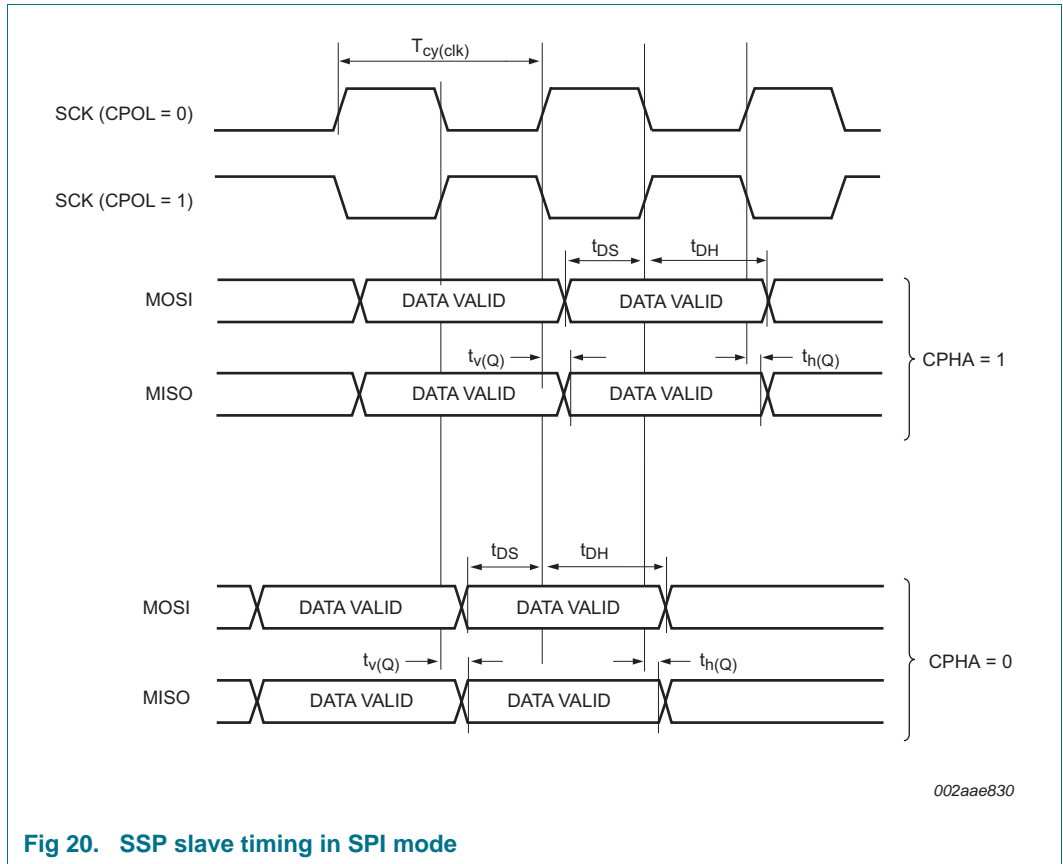 Tcy(clk)
SCK (CPOL = 0)
SCK (CPOL = 1)
tDS tDH
MOSI DATA VALID DATA VALID
tv(Q) th(Q)
CPHA = 1
MISO DATA VALID DATA VALID
tDS tDH
MOSI DATA VALID DATA VALID
tv(Q) th(Q)
CPHA = 0
MISO DATA VALID DATA VALID
002aae830
Fig 20. SSP slave timing in SPI mode